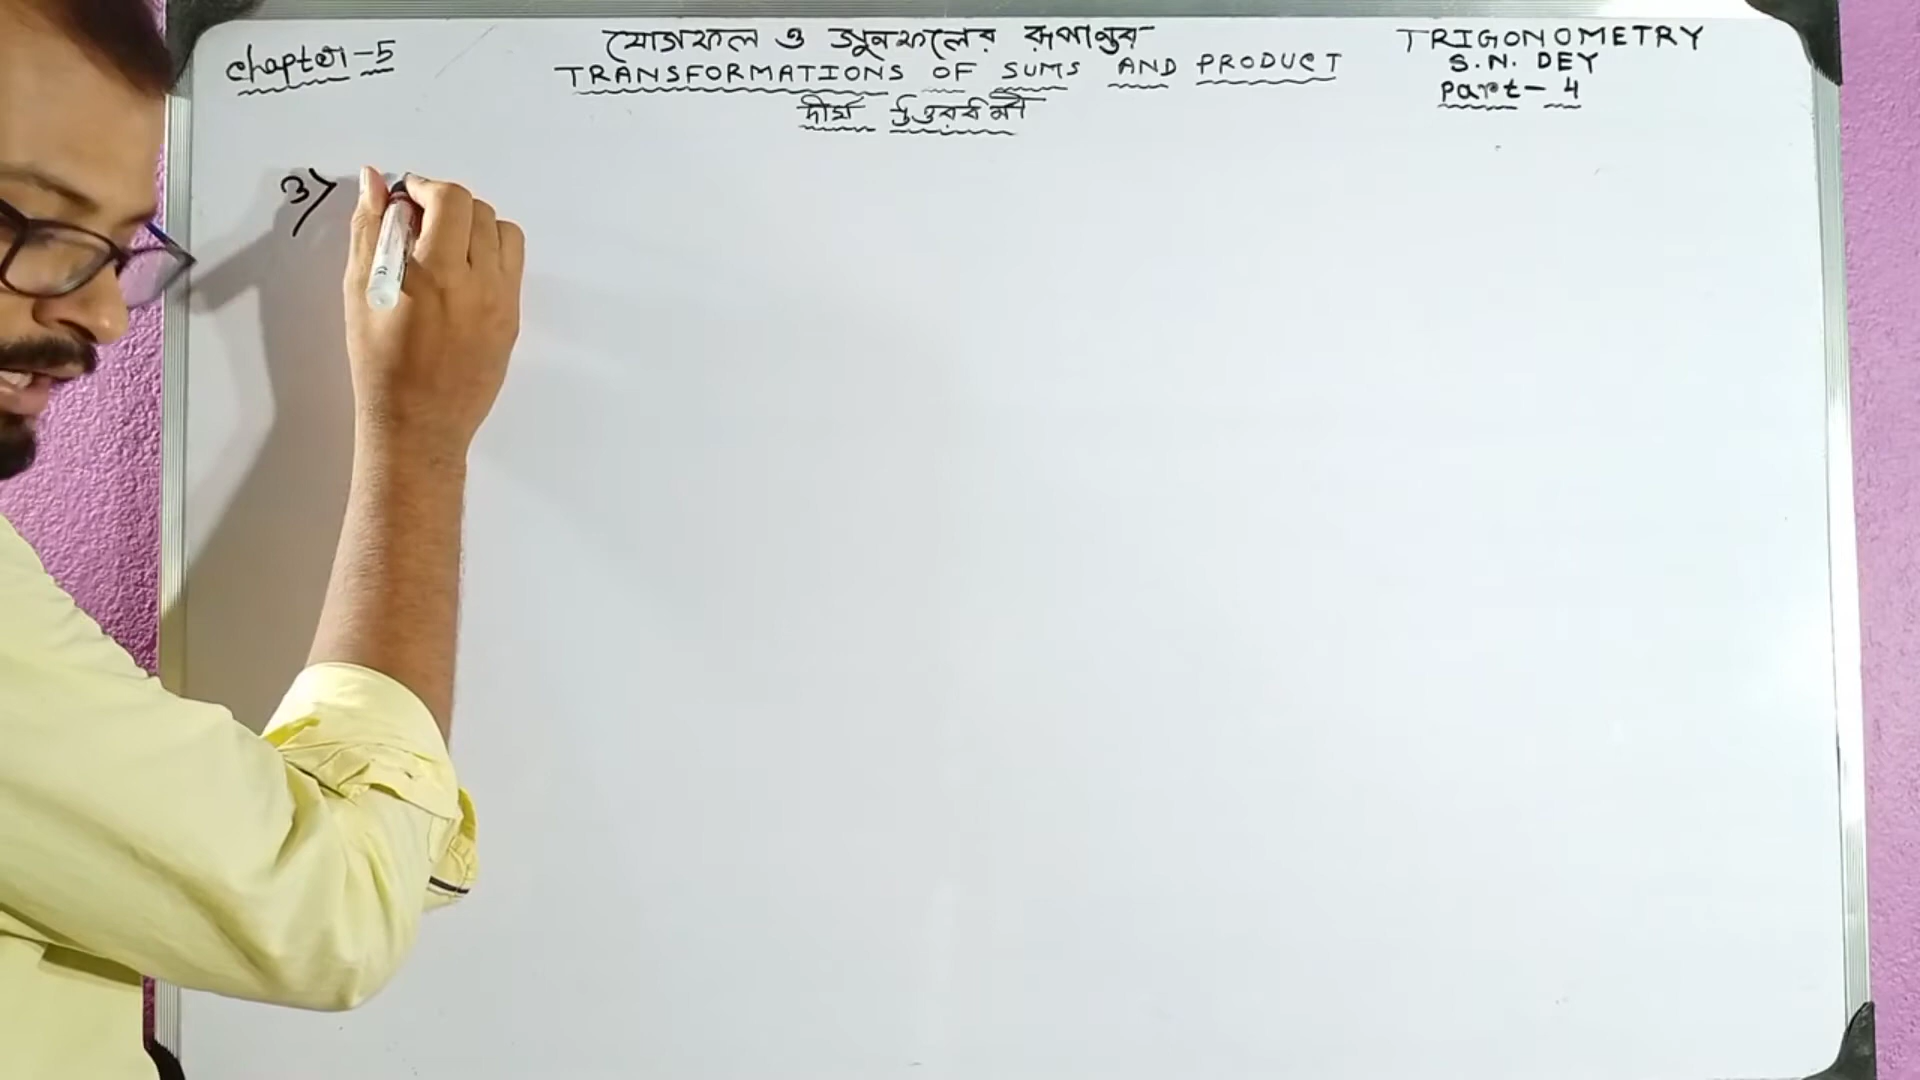 Chapter-5
যোগফল ও গুনফলের রূপান্তর
TRANSFORMATIONS OF SUMS AND PRODUCT
দীর্ঘ উত্তরধর্মী
TRIGONOMETRY
S.N. DEY
Part-4
3)